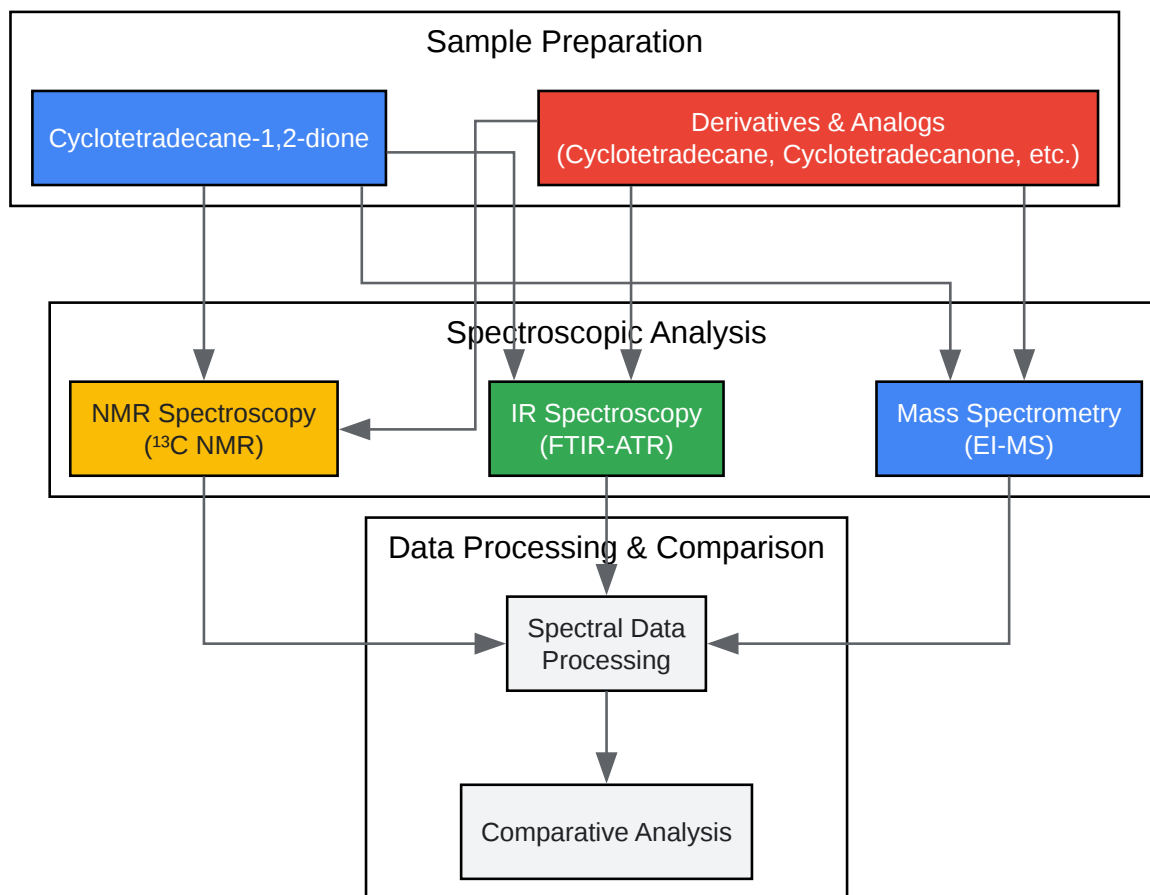 Sample Preparation
Cyclotetradecane-1,2-dione
Derivatives & Analogs
(Cyclotetradecane, Cyclotetradecanone, etc.)
Spectroscopic Analysis
NMR Spectroscopy
(¹³C NMR)
IR Spectroscopy
(FTIR-ATR)
Mass Spectrometry
(EI-MS)
Data Processing & Comparison
Spectral Data
Processing
Comparative Analysis